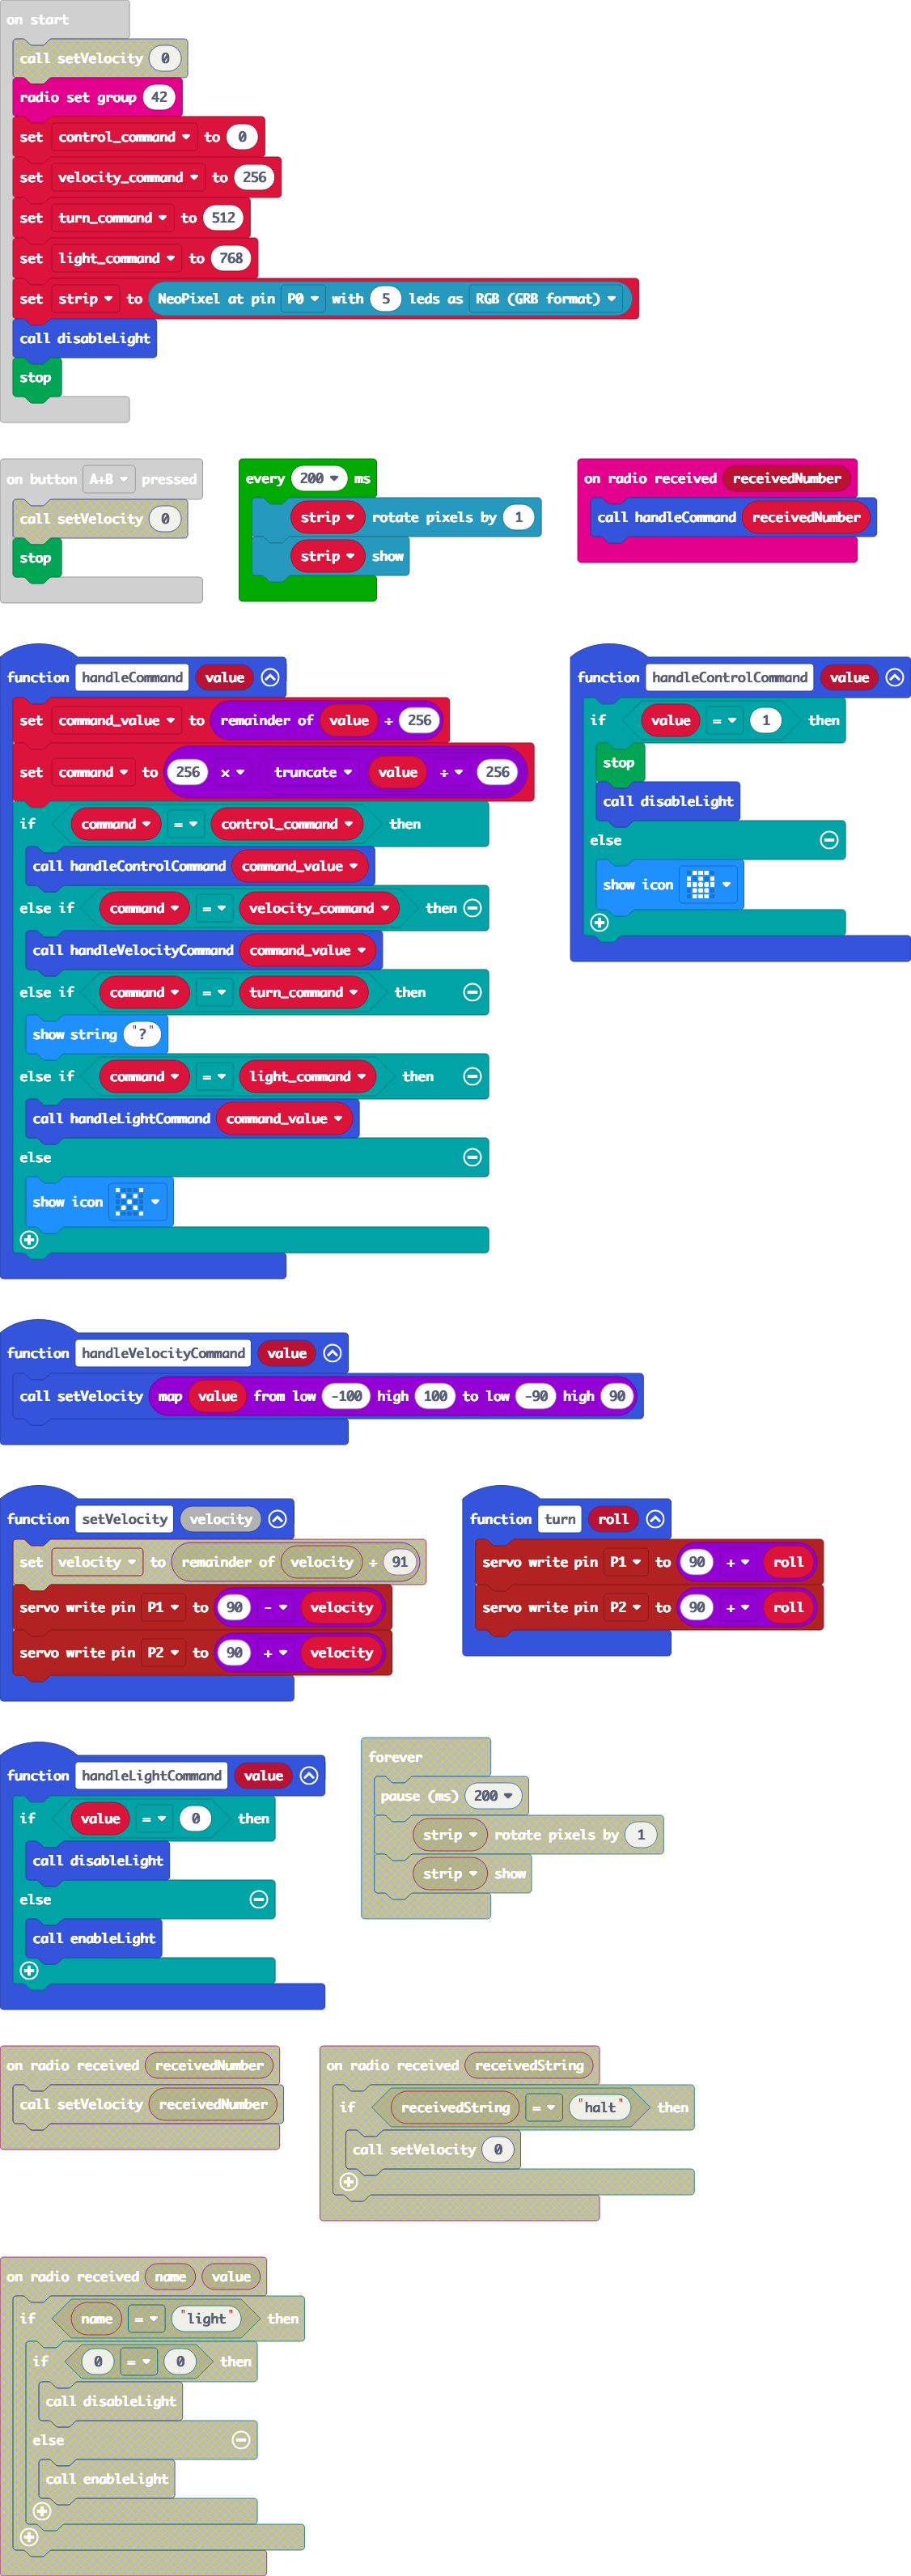 on start
call setVelocity 0
radio set group 42
set control_command to 0
set velocity_command to 256
set turn_command to 512
set light_command to 768
set strip to NeoPixel at pin P0 with 5 leds as RGB (GRB format)
call disableLight
stop
on button A+B pressed
call setVelocity 0
stop
every 200 ms
strip rotate pixels by 1
strip show
on radio received receivedNumber
call handleCommand receivedNumber
function handleCommand value
set command_value to remainder of value ÷ 256
set command to 256 × truncate value ÷ 256
if command = control_command then
call handleControlCommand command_value
else if command = velocity_command then
call handleVelocityCommand command_value
else if command = turn_command then
show string "?"
else if command = light_command then
call handleLightCommand command_value
else
show icon
function handleControlCommand value
if value = 1 then
stop
call disableLight
else
show icon
function handleVelocityCommand value
call setVelocity map value from low -100 high 100 to low -90 high 90
function setVelocity velocity
set velocity to remainder of velocity ÷ 91
servo write pin P1 to 90 - velocity
servo write pin P2 to 90 + velocity
function turn roll
servo write pin P1 to 90 + roll
servo write pin P2 to 90 + roll
function handleLightCommand value
if value = 0 then
call disableLight
else
call enableLight
forever
pause (ms) 200
strip rotate pixels by 1
strip show
on radio received receivedNumber
call setVelocity receivedNumber
on radio received receivedString
if receivedString = "halt" then
call setVelocity 0
on radio received name value
if name = "light" then
if 0 = 0 then
call disableLight
else
call enableLight